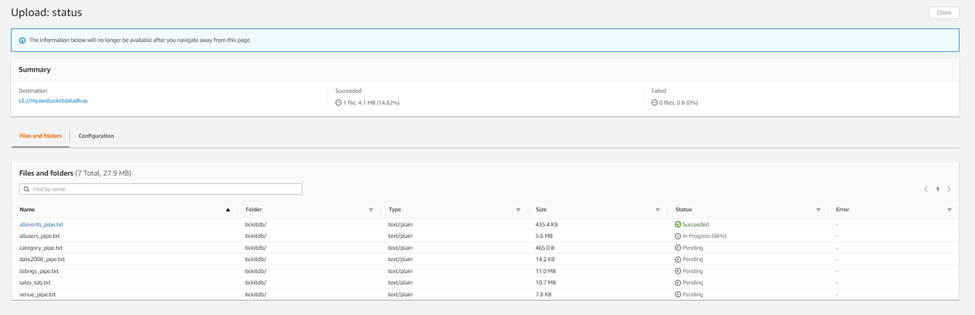 Upload: status
Close
The information below will no longer be available after you navigate away from this page.
Summary
Destination
s3://myawsbucketdatadivas
Succeeded
1 file, 4.1 MB (14.82%)
Failed
0 files, 0 B (0%)
Files and folders
Configuration
Files and folders (7 Total, 27.9 MB)
Find by name
1
Name Folder Type Size Status Error
allevents_pipe.txt tickitdb/ text/plain 435.4 KB Succeeded -
allusers_pipe.txt tickitdb/ text/plain 5.6 MB In Progress (66%) -
category_pipe.txt tickitdb/ text/plain 465.0 B Pending -
date2008_pipe.txt tickitdb/ text/plain 14.2 KB Pending -
listings_pipe.txt tickitdb/ text/plain 11.0 MB Pending -
sales_tab.txt tickitdb/ text/plain 10.7 MB Pending -
venue_pipe.txt tickitdb/ text/plain 7.8 KB Pending -